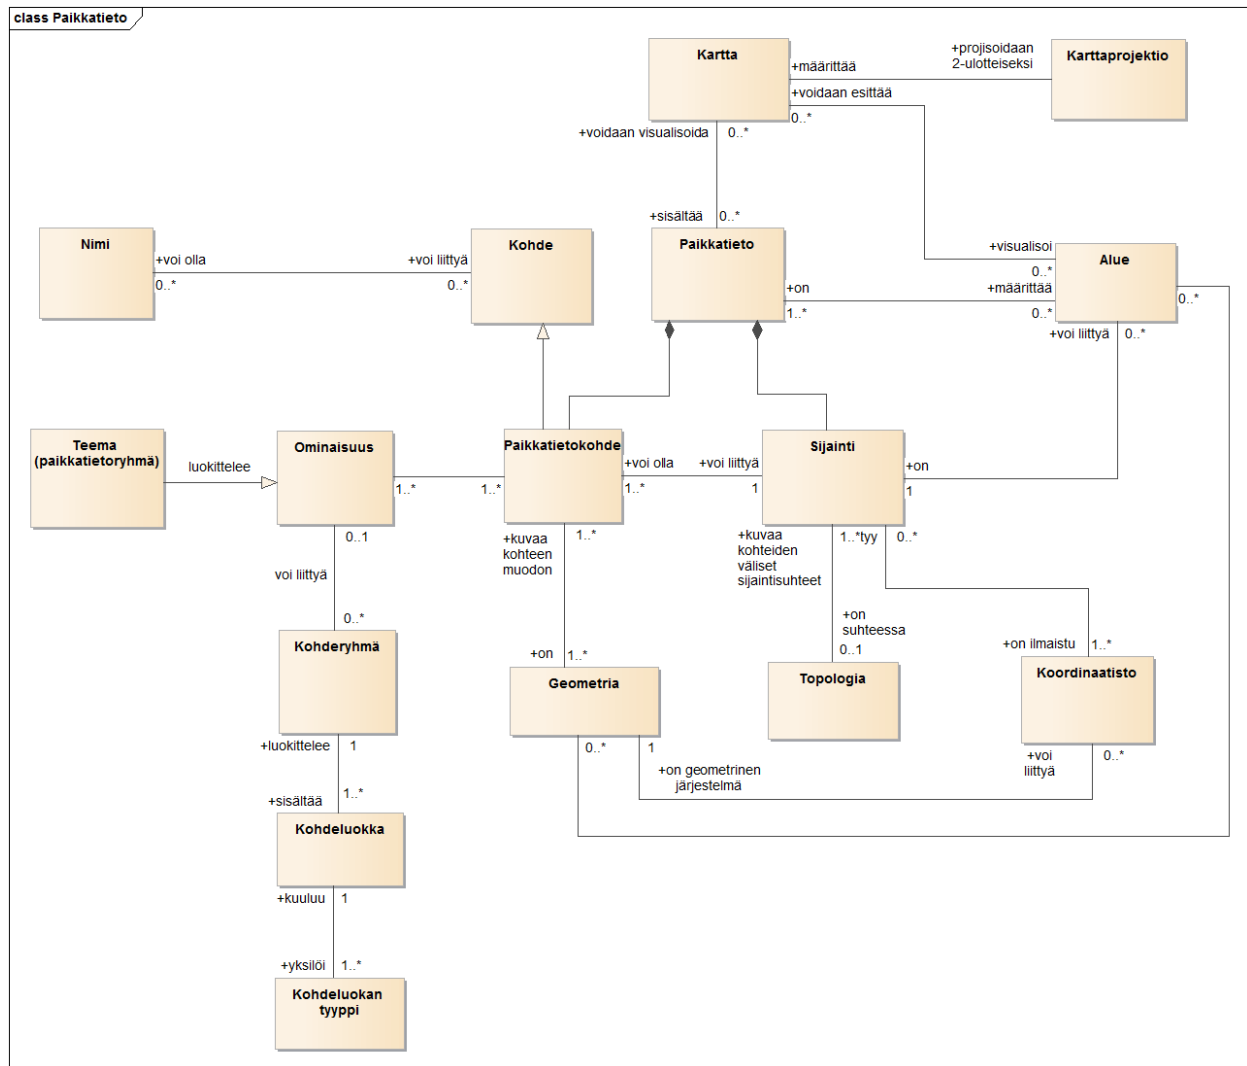 class Paikkatieto
Kartta
+määrittää
+projisoidaan
2-ulotteiseksi
Karttaprojektio
+voidaan esittää
0..*
+voidaan visualisoida
0..*
+sisältää
0..*
Nimi
+voi olla
0..*
+voi liittyä
0..*
Kohde
Paikkatieto
+on
1..*
+visualisoi
0..*
+määrittää
0..*
Alue
0..*
+voi liittyä
0..*
Teema
(paikkatietoryhmä)
luokittelee
Ominaisuus
1..*
1..*
Paikkatietokohde
+voi olla
1..*
+voi liittyä
1
Sijainti
+on
1
0..1
voi liittyä
0..*
+kuvaa
kohteen
muodon
1..*
+kuvaa
kohteiden
väliset
sijaintisuhteet
1..*tyy
0..*
+on
suhteessa
0..1
+on ilmaistu
1..*
Kohderyhmä
+on
1..*
Geometria
Topologia
Koordinaatisto
+luokittelee
1
0..*
1
+on geometrinen
järjestelmä
+voi
liittyä
0..*
+sisältää
1..*
Kohdeluokka
+kuuluu
1
+yksilöi
1..*
Kohdeluokan
tyyppi